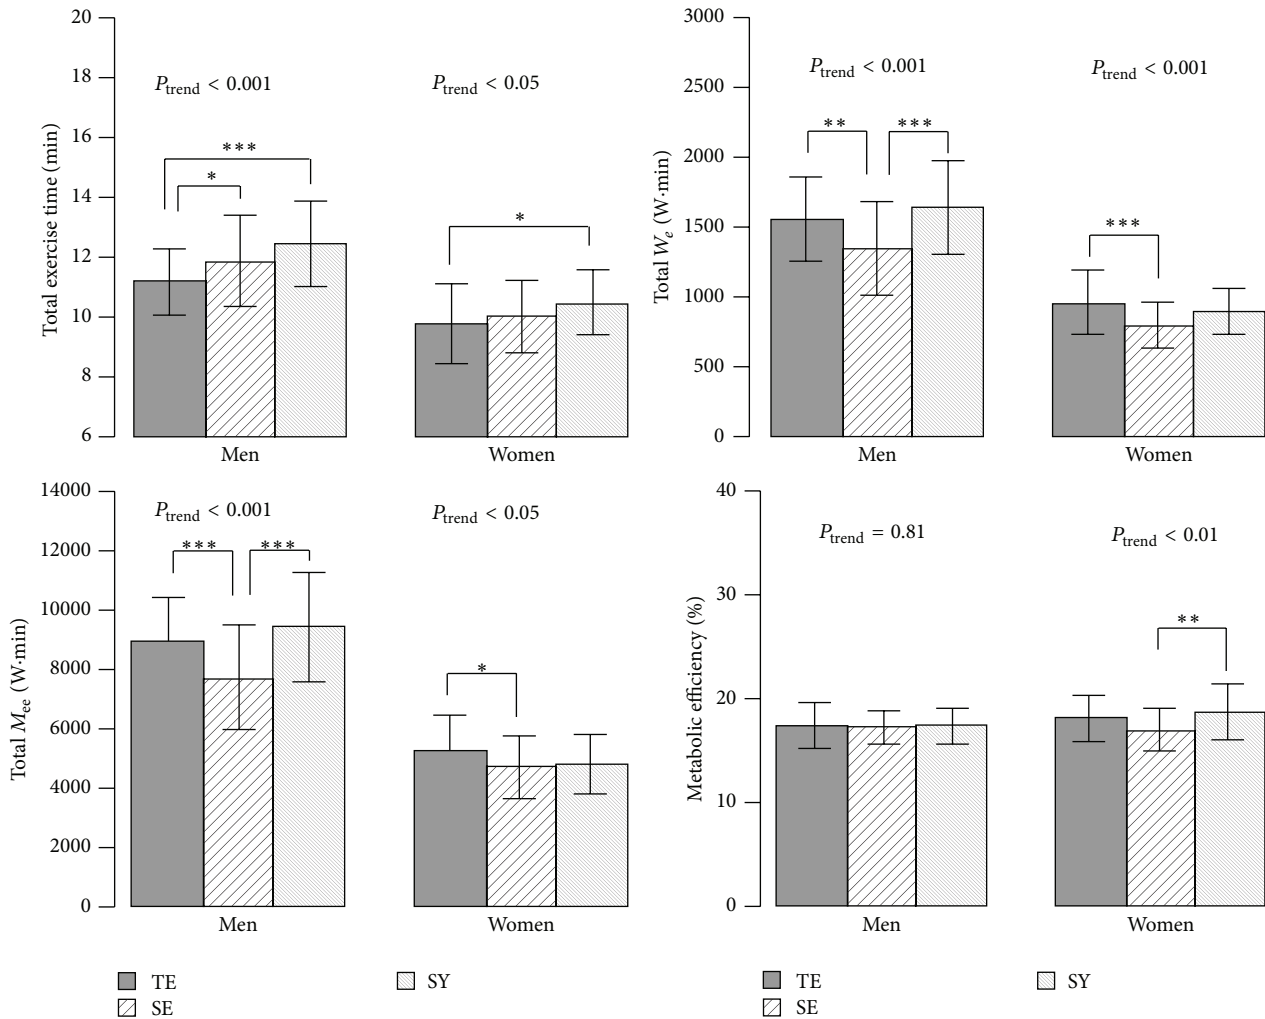 Total exercise time (min)
20
18
16
14
12
10
8
6
P_trend < 0.001
***
*
P_trend < 0.05
*
Men
Women
Total W_e (W·min)
3000
2500
2000
1500
1000
500
0
P_trend < 0.001
**
***
P_trend < 0.001
***
Men
Women
Total M_ee (W·min)
14000
12000
10000
8000
6000
4000
2000
0
P_trend < 0.001
***
***
P_trend < 0.05
*
Men
Women
Metabolic efficiency (%)
40
30
20
10
0
P_trend = 0.81
P_trend < 0.01
**
Men
Women
TE
SE
SY
TE
SE
SY